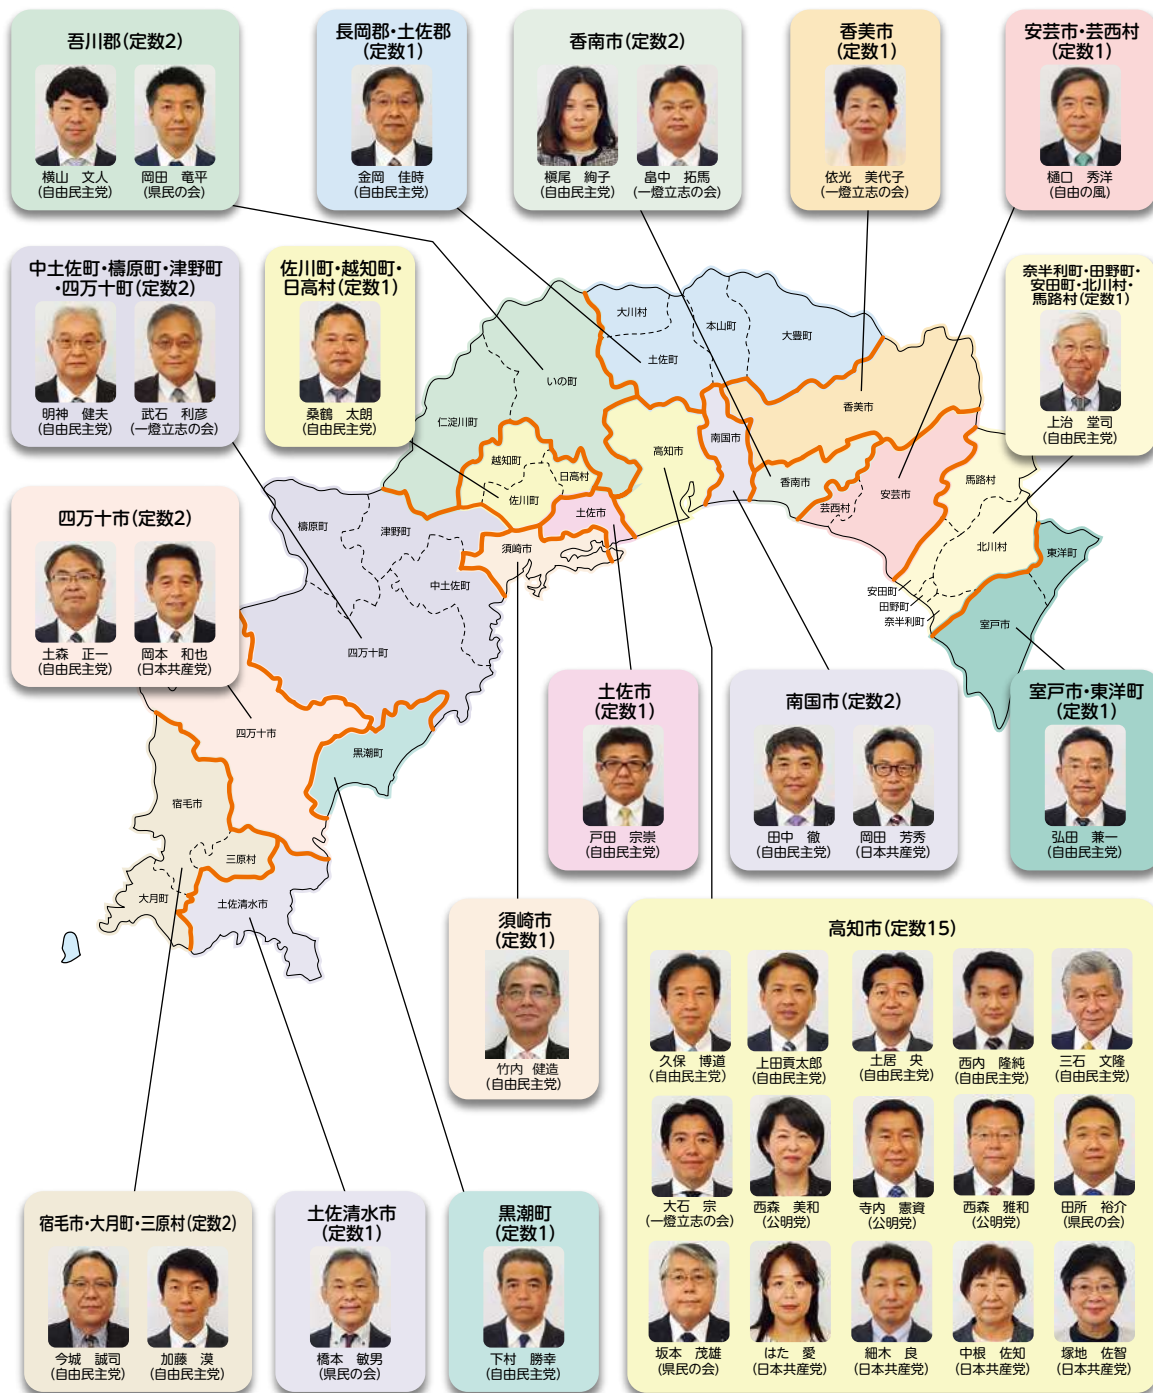 吾川郡(定数2)
横山 文人
(自由民主党)
岡田 竜平
(県民の会)
長岡郡・土佐郡
(定数1)
金岡 佳時
(自由民主党)
香南市(定数2)
槇尾 絢子
(自由民主党)
畠中 拓馬
(一燈立志の会)
香美市
(定数1)
依光 美代子
(一燈立志の会)
安芸市・芸西村
(定数1)
樋口 秀洋
(自由の風)
中土佐町・檮原町・津野町
・四万十町(定数2)
明神 健夫
(自由民主党)
武石 利彦
(一燈立志の会)
佐川町・越知町・
日高村(定数1)
桑鶴 太朗
(自由民主党)
奈半利町・田野町・
安田町・北川村・
馬路村(定数1)
上治 堂司
(自由民主党)
四万十市(定数2)
土森 正一
(自由民主党)
岡本 和也
(日本共産党)
大川村
本山町
大豊町
土佐町
いの町
仁淀川町
香美市
高知市
南国市
越知町
日高村
佐川町
香南市
安芸市
芸西村
馬路村
土佐市
檮原町
津野町
須崎市
中土佐町
北川村
東洋町
安田町
田野町
奈半利町
室戸市
四万十町
四万十市
黒潮町
宿毛市
三原村
大月町
土佐清水市
土佐市
(定数1)
戸田 宗崇
(自由民主党)
南国市(定数2)
田中 徹
(自由民主党)
岡田 芳秀
(日本共産党)
室戸市・東洋町
(定数1)
弘田 兼一
(自由民主党)
須崎市
(定数1)
竹内 健造
(自由民主党)
高知市(定数15)
久保 博道
(自由民主党)
上田貢太郎
(自由民主党)
土居 央
(自由民主党)
西内 隆純
(自由民主党)
三石 文隆
(自由民主党)
大石 宗
(一燈立志の会)
西森 美和
(公明党)
寺内 憲資
(公明党)
西森 雅和
(公明党)
田所 裕介
(県民の会)
坂本 茂雄
(県民の会)
はた 愛
(日本共産党)
細木 良
(日本共産党)
中根 佐知
(日本共産党)
塚地 佐智
(日本共産党)
宿毛市・大月町・三原村(定数2)
今城 誠司
(自由民主党)
加藤 漠
(自由民主党)
土佐清水市
(定数1)
橋本 敏男
(県民の会)
黒潮町
(定数1)
下村 勝幸
(自由民主党)